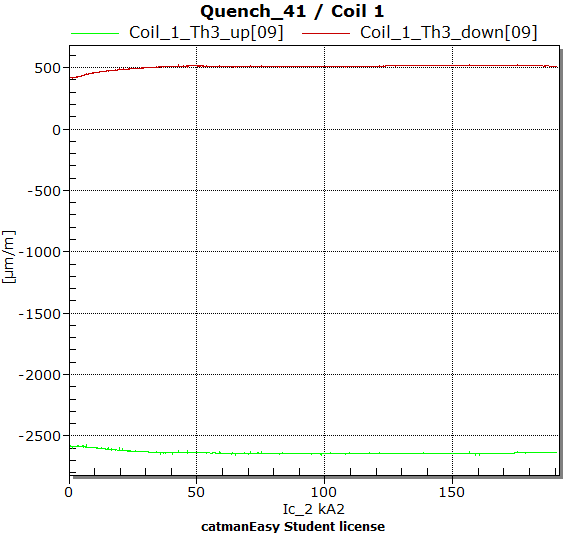 Quench_41 / Coil 1
Coil_1_Th3_up[09] Coil_1_Th3_down[09]
500
0
-500
-1000
-1500
-2000
-2500
[µm/m]
0 50 100 150
Ic_2 kA2
catmanEasy Student license